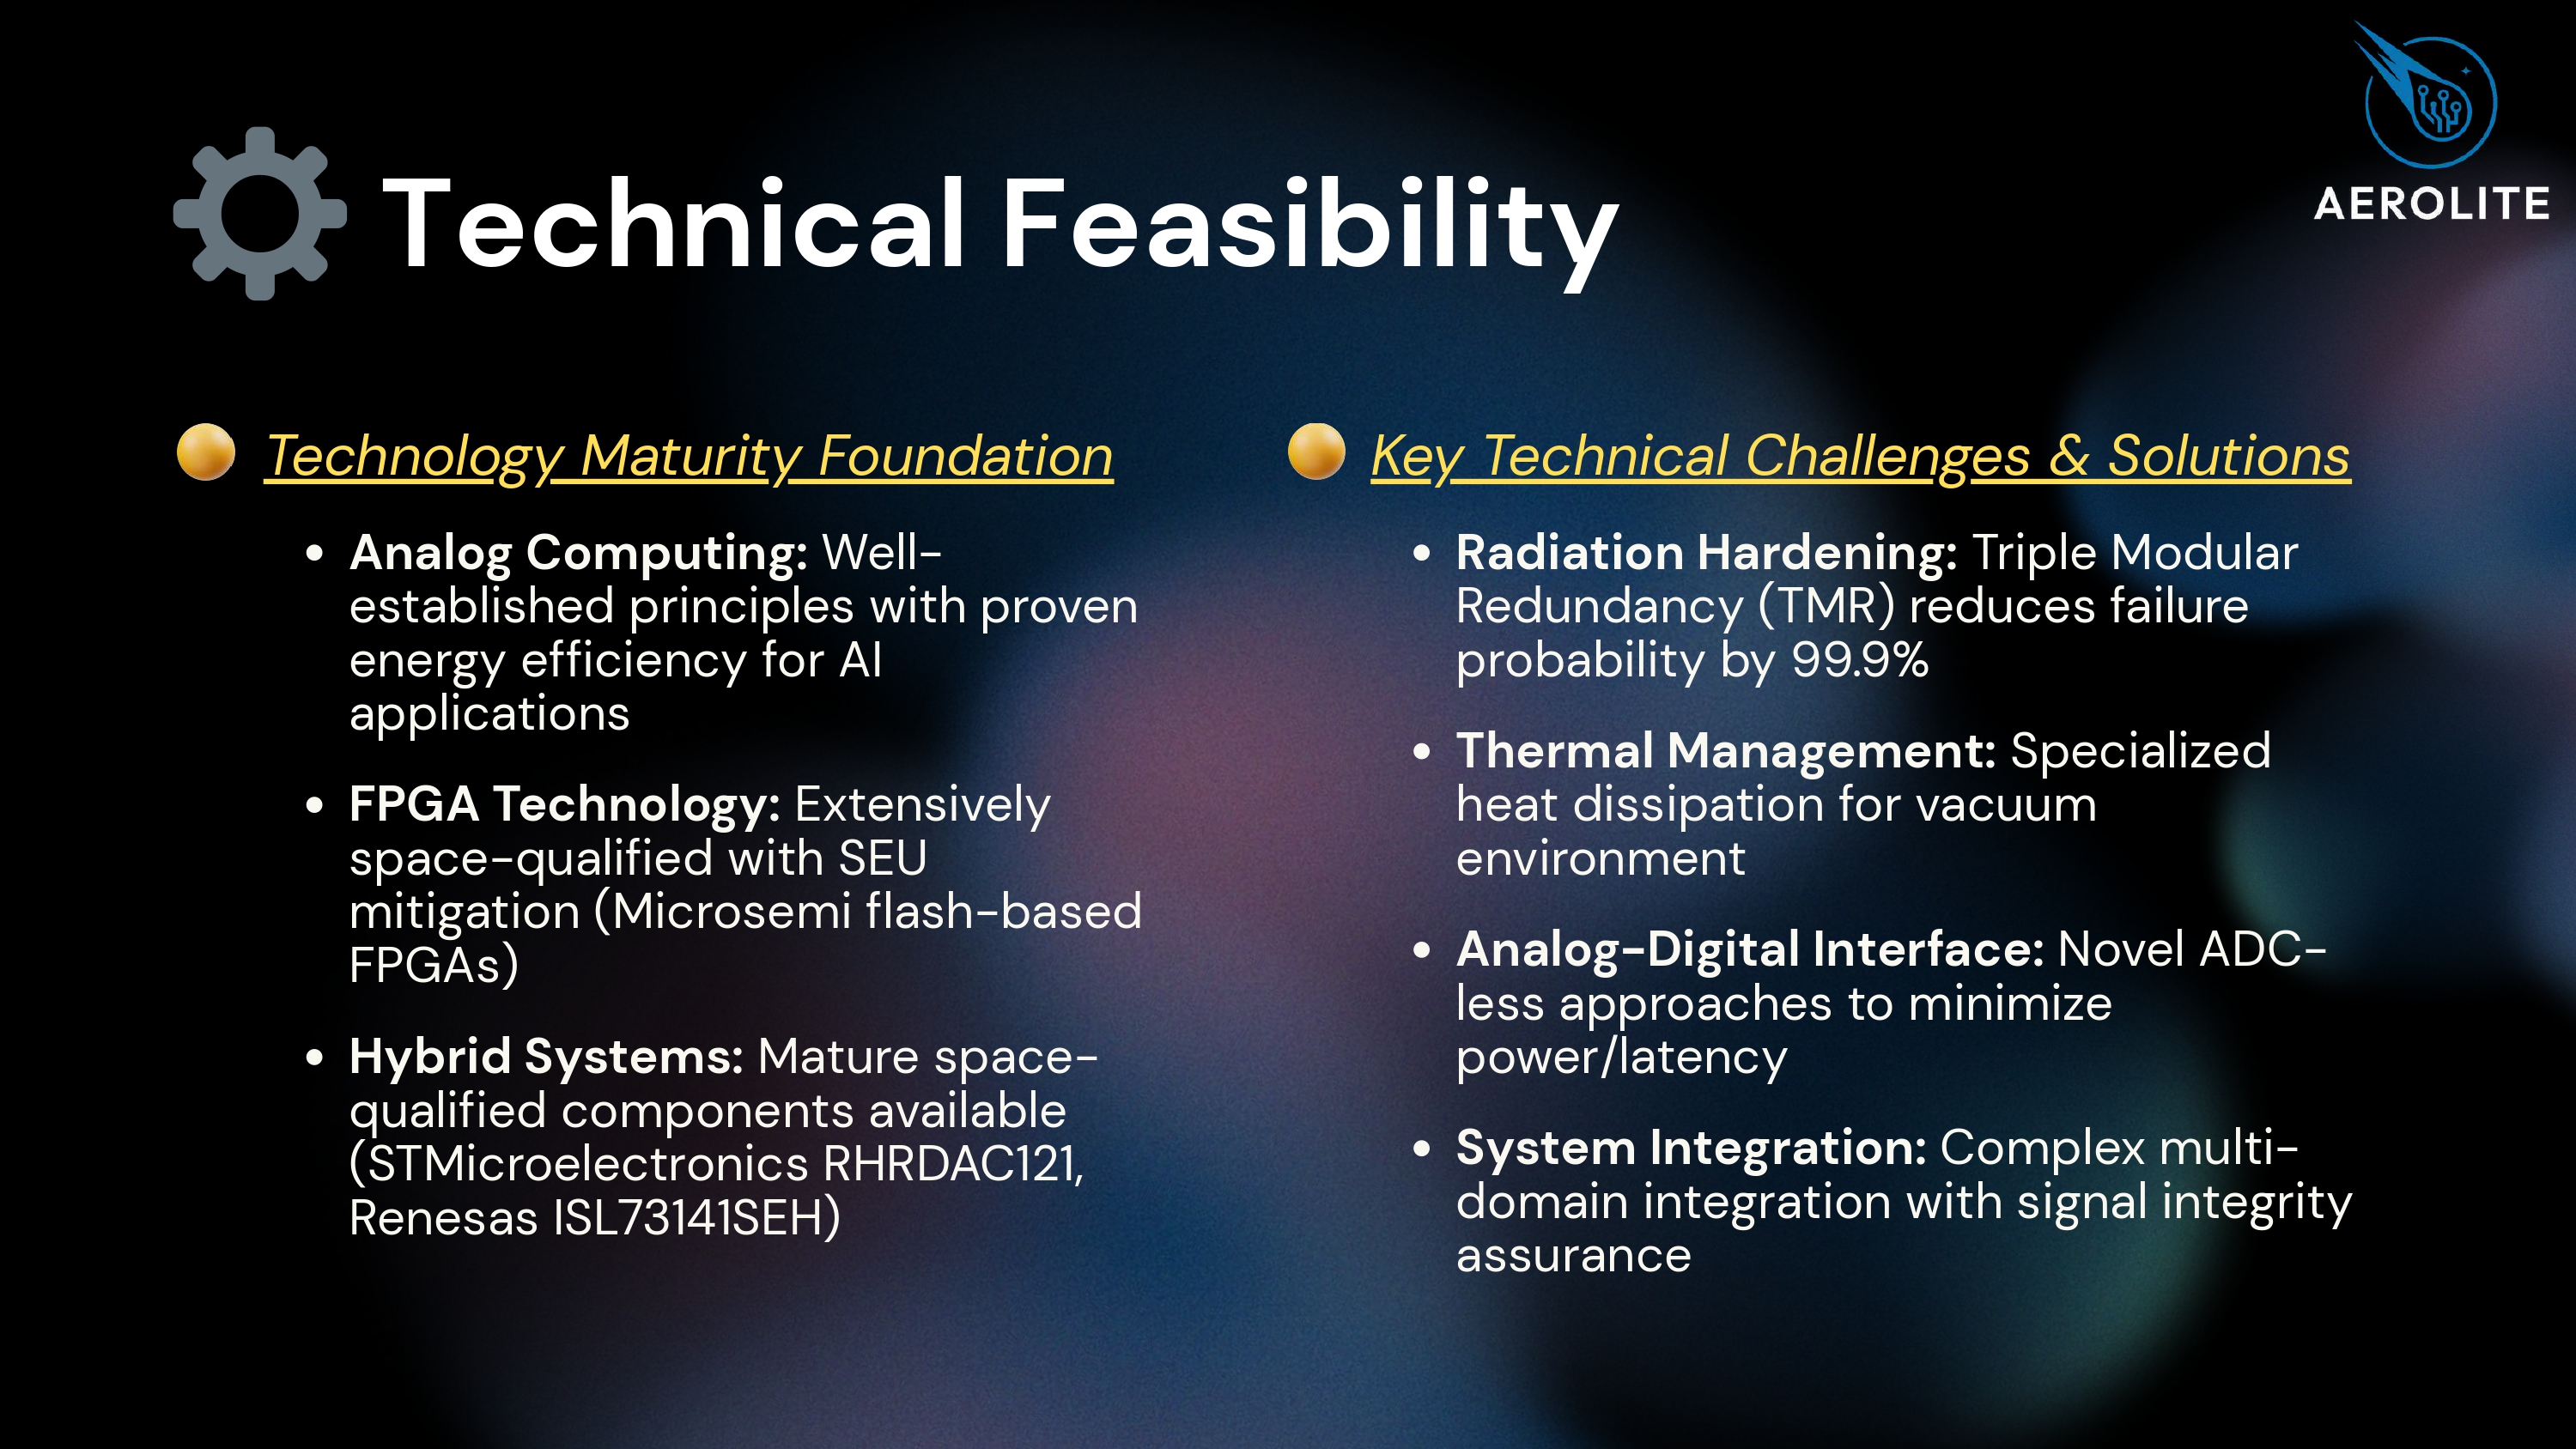 AEROLITE
Technical Feasibility
Technology Maturity Foundation
Analog Computing: Well-
established principles with proven
energy efficiency for AI
applications
FPGA Technology: Extensively
space-qualified with SEU
mitigation (Microsemi flash-based
FPGAs)
Hybrid Systems: Mature space-
qualified components available
(STMicroelectronics RHRDAC121,
Renesas ISL73141SEH)
Key Technical Challenges & Solutions
Radiation Hardening: Triple Modular
Redundancy (TMR) reduces failure
probability by 99.9%
Thermal Management: Specialized
heat dissipation for vacuum
environment
Analog-Digital Interface: Novel ADC-
less approaches to minimize
power/latency
System Integration: Complex multi-
domain integration with signal integrity
assurance